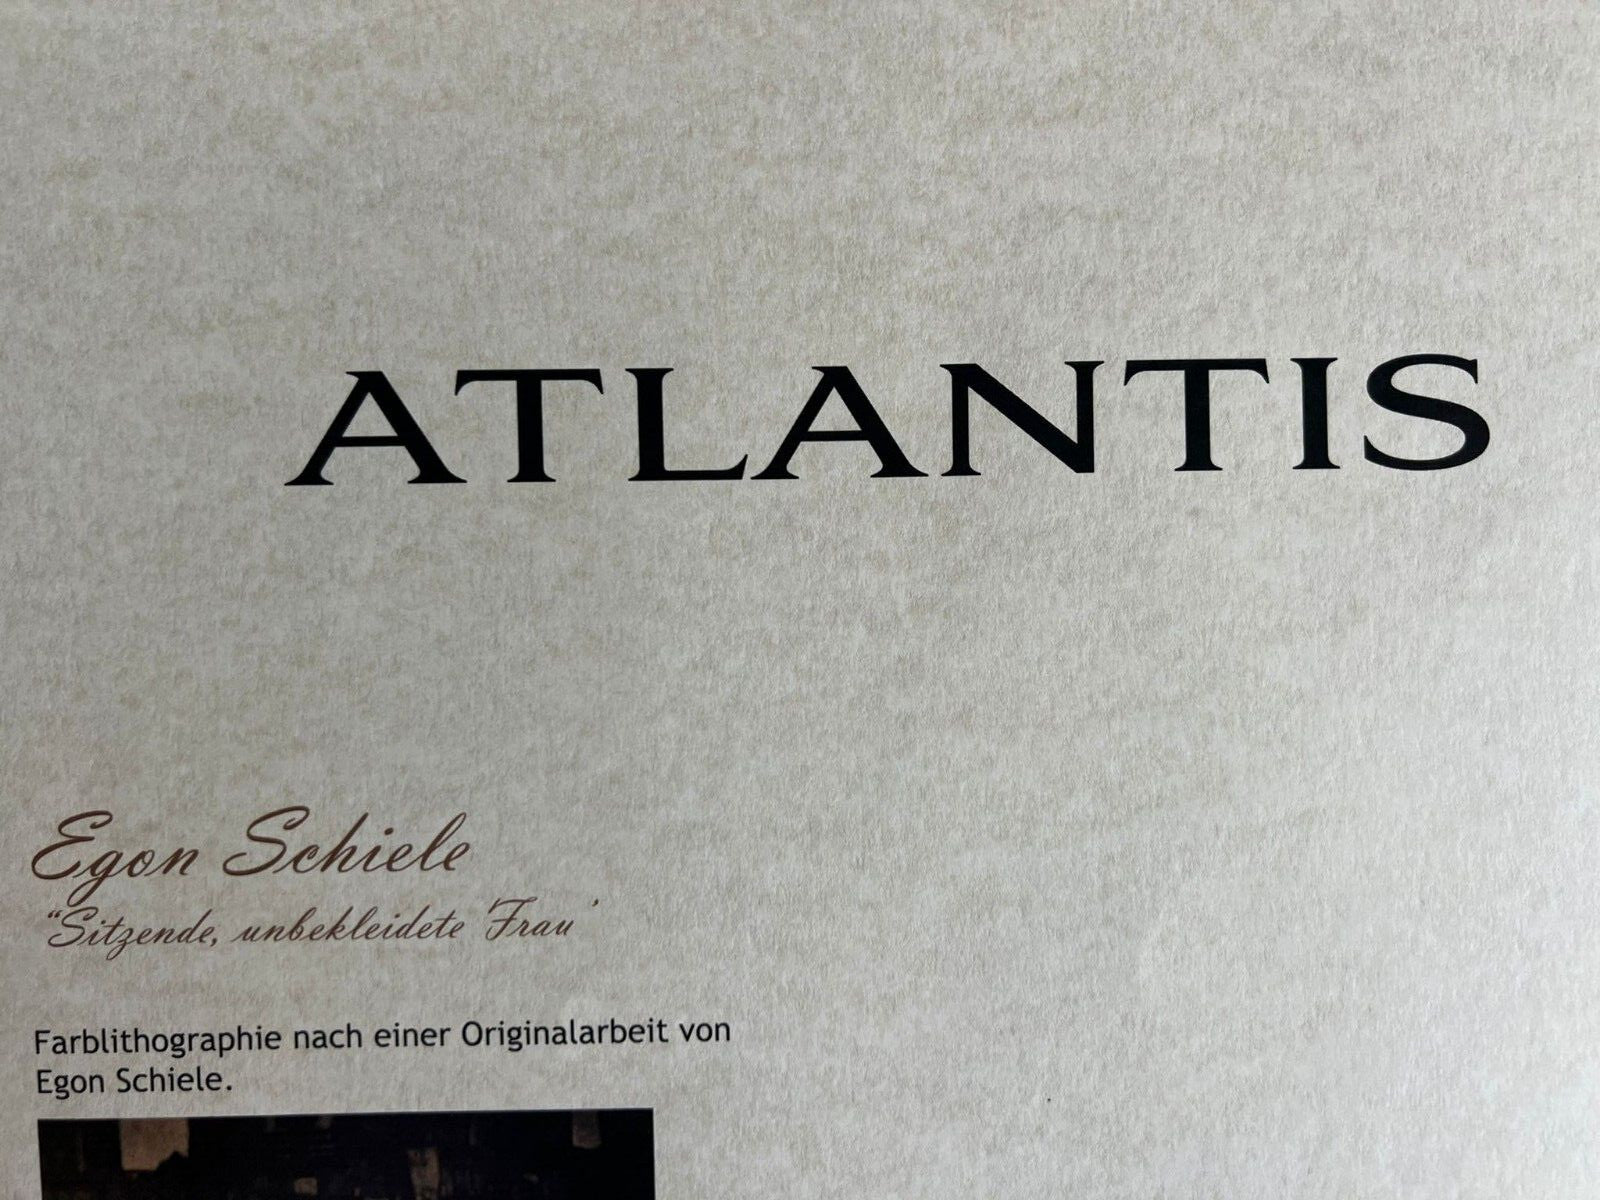 ATLANTIS
Egon Schiele
“Sitzende, unbekleidete Frau’
Farblithographie nach einer Originalarbeit von
Egon Schiele.